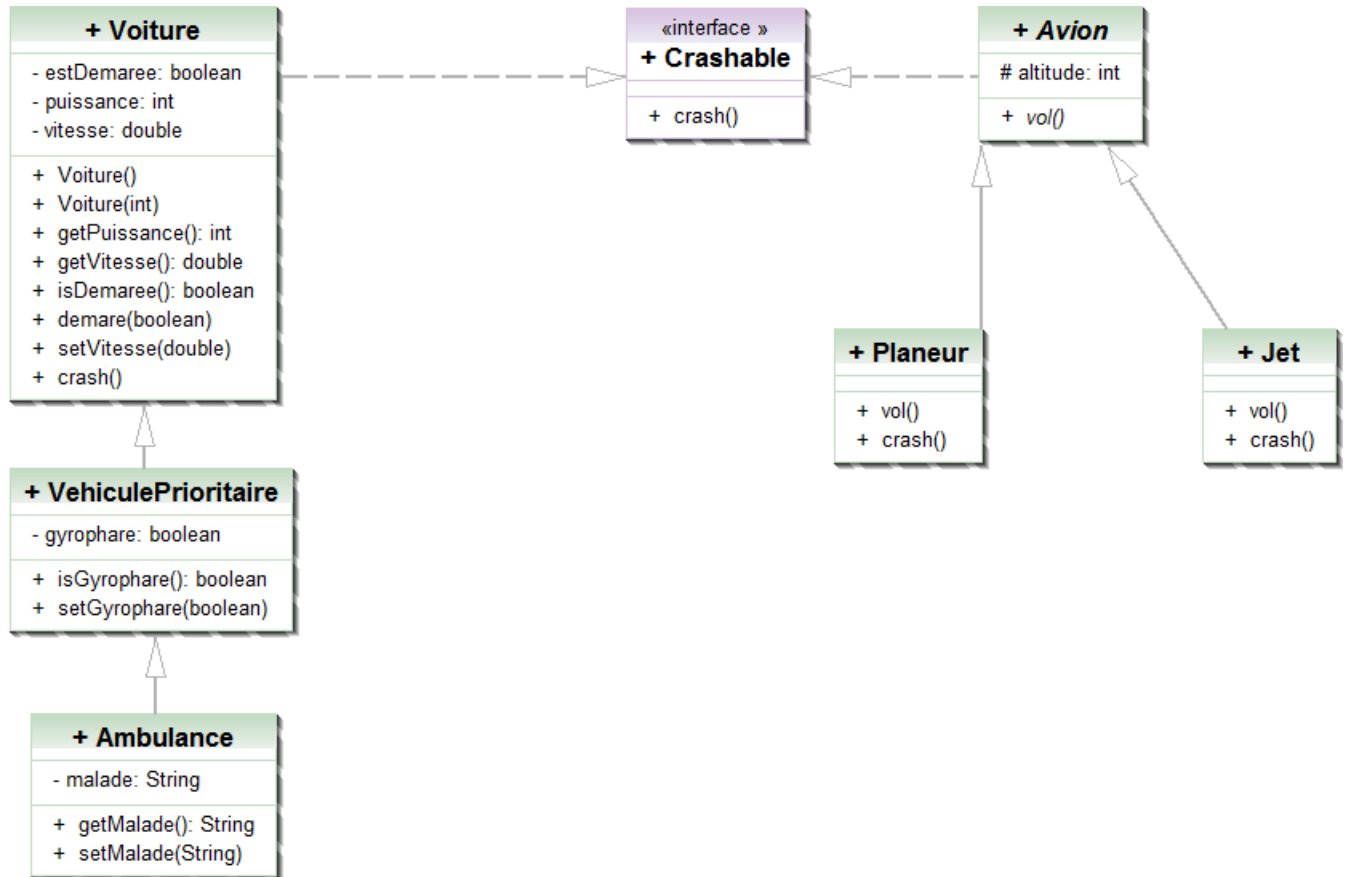 + Voiture
- estDemaree: boolean
- puissance: int
- vitesse: double
+ Voiture()
+ Voiture(int)
+ getPuissance(): int
+ getVitesse(): double
+ isDemaree(): boolean
+ demare(boolean)
+ setVitesse(double)
+ crash()
«interface »
+ Crashable
+ crash()
+ Avion
# altitude: int
+ vol()
+ Planeur
+ vol()
+ crash()
+ Jet
+ vol()
+ crash()
+ VehiculePrioritaire
- gyrophare: boolean
+ isGyrophare(): boolean
+ setGyrophare(boolean)
+ Ambulance
- malade: String
+ getMalade(): String
+ setMalade(String)